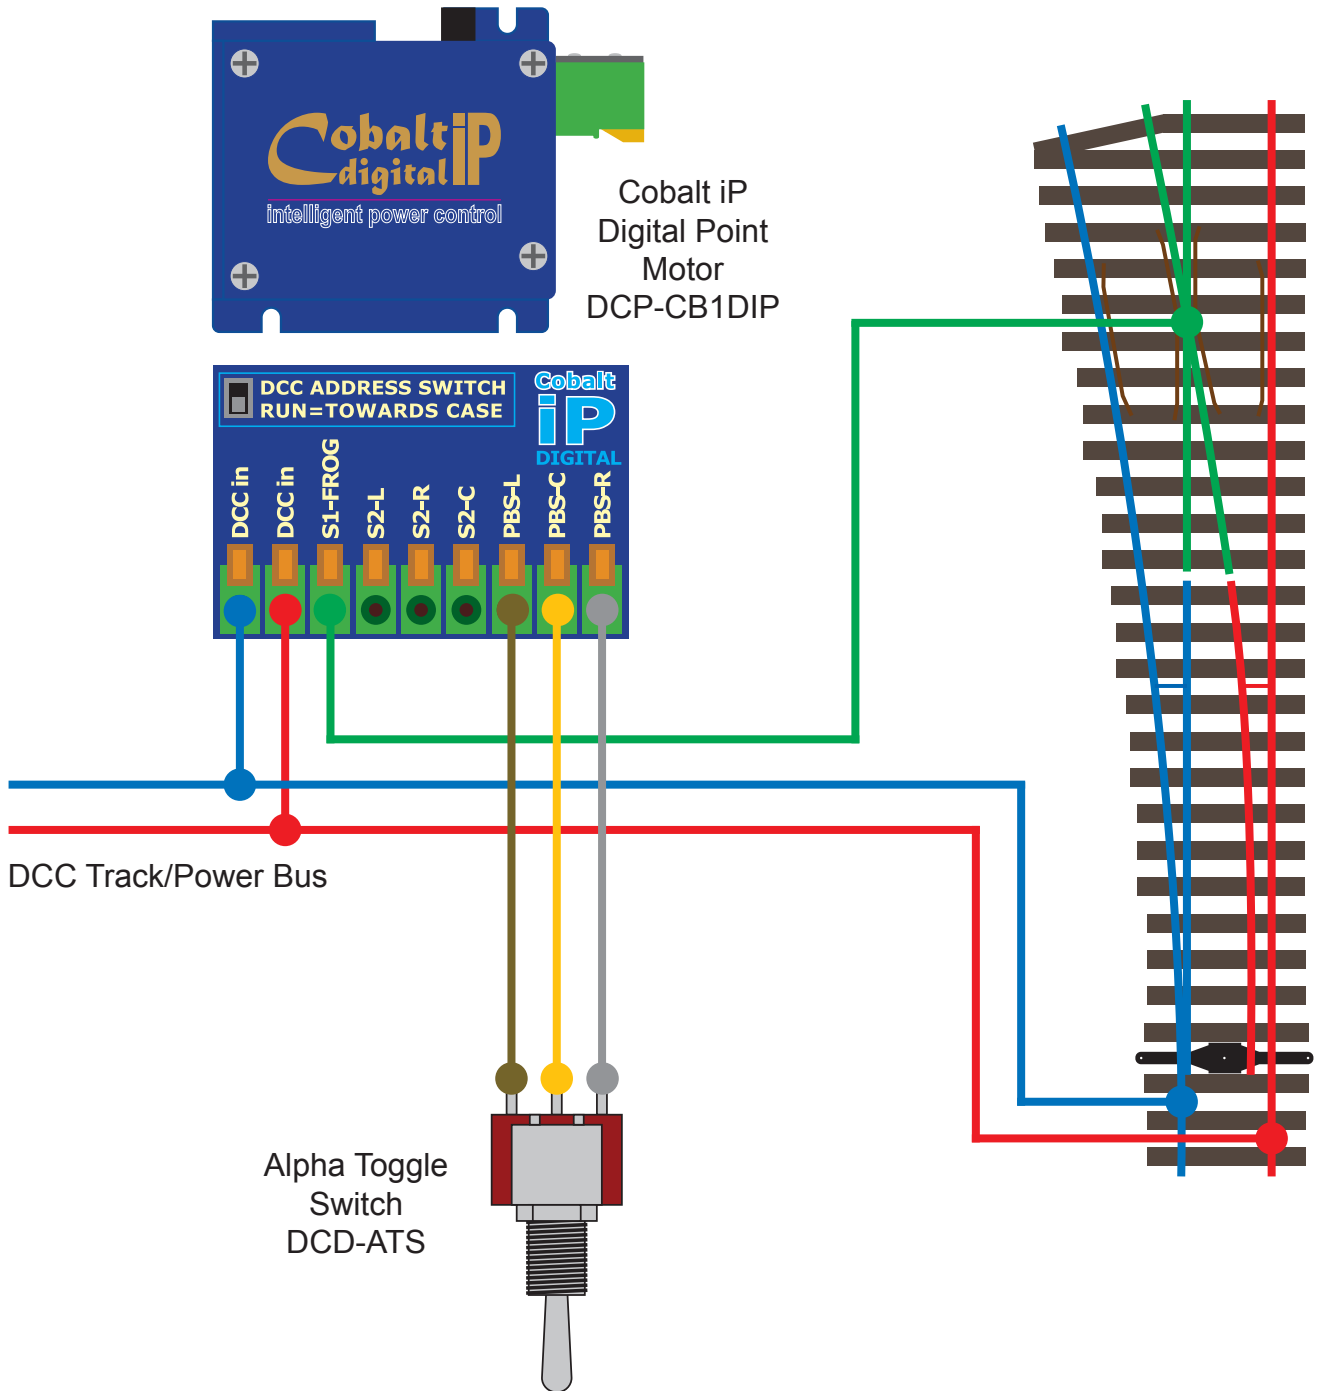 Cobalt iP
digital
intelligent power control
Cobalt iP
Digital Point
Motor
DCP-CB1DIP
DCC ADDRESS SWITCH
RUN=TOWARDS CASE
Cobalt
iP
DIGITAL
DCC in
DCC in
S1-FROG
S2-L
S2-R
S2-C
PBS-L
PBS-C
PBS-R
DCC Track/Power Bus
Alpha Toggle
Switch
DCD-ATS